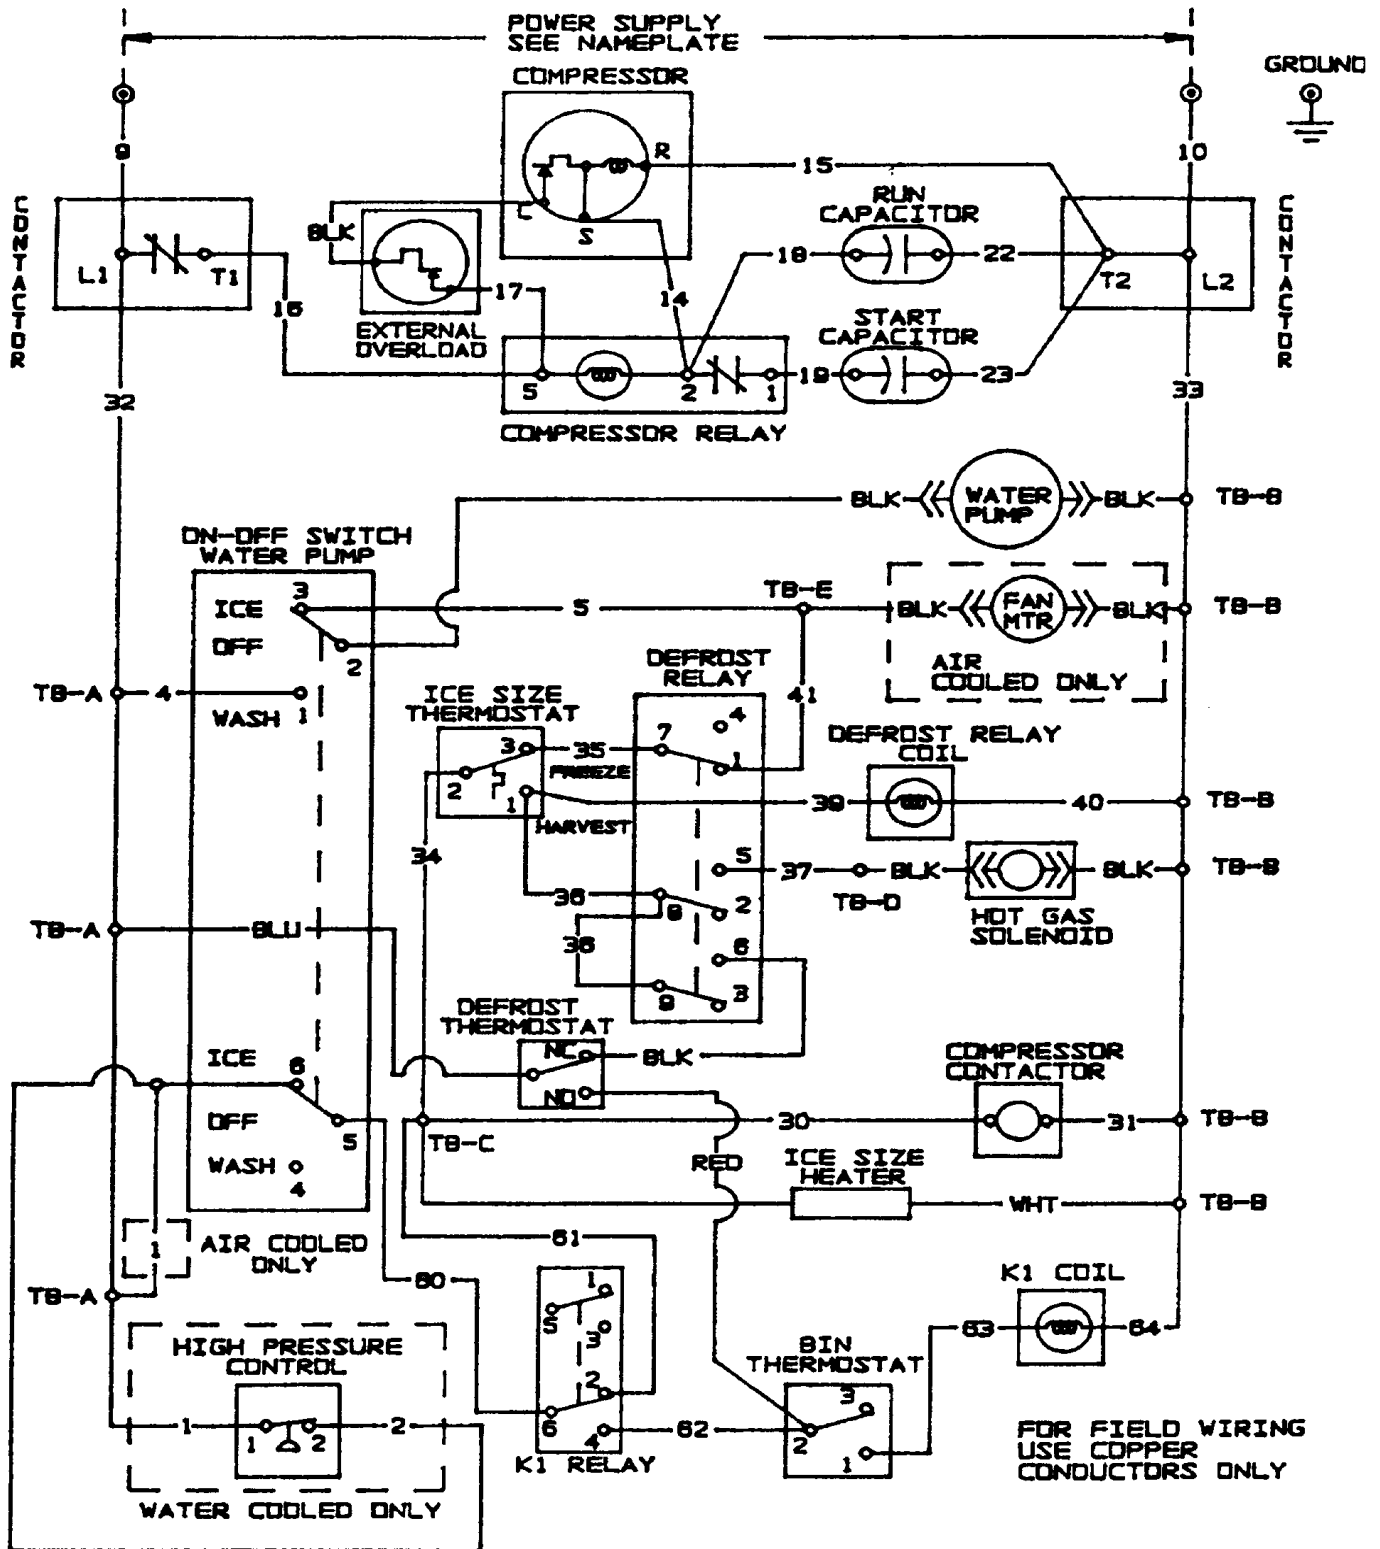 POWER SUPPLY
SEE NAMEPLATE
GROUND
COMPRESSOR
9
10
R
15
C
S
BLK
RUN
CAPACITOR
CONTACTOR
L1
T1
16
17
14
18
22
T2
L2
CONTACTOR
EXTERNAL
OVERLOAD
START
CAPACITOR
5
2
1
19
23
32
33
COMPRESSOR RELAY
BLK
WATER
PUMP
BLK
TB-B
ON-OFF SWITCH
WATER PUMP
3
ICE
5
TB-E
BLK
FAN
MTR
BLK
TB-B
OFF
2
AIR
COOLED ONLY
TB-A
4
WASH
1
ICE SIZE
THERMOSTAT
DEFROST
RELAY
41
4
7
1
3
35
FREEZE
2
1
HARVEST
DEFROST RELAY
COIL
39
40
TB-B
34
5
37
TB-D
BLK
BLK
TB-B
HOT GAS
SOLENOID
36
8
2
TB-A
BLU
36
6
9
3
DEFROST
THERMOSTAT
NC
BLK
NO
COMPRESSOR
CONTACTOR
ICE
6
OFF
5
TB-C
30
31
TB-B
WASH
4
RED
ICE SIZE
HEATER
WHT
TB-B
1
AIR COOLED
ONLY
61
TB-A
60
1
5
3
2
6
4
K1 RELAY
K1 COIL
63
64
HIGH PRESSURE
CONTROL
1
1
2
2
WATER COOLED ONLY
62
BIN
THERMOSTAT
3
2
1
FOR FIELD WIRING
USE COPPER
CONDUCTORS ONLY